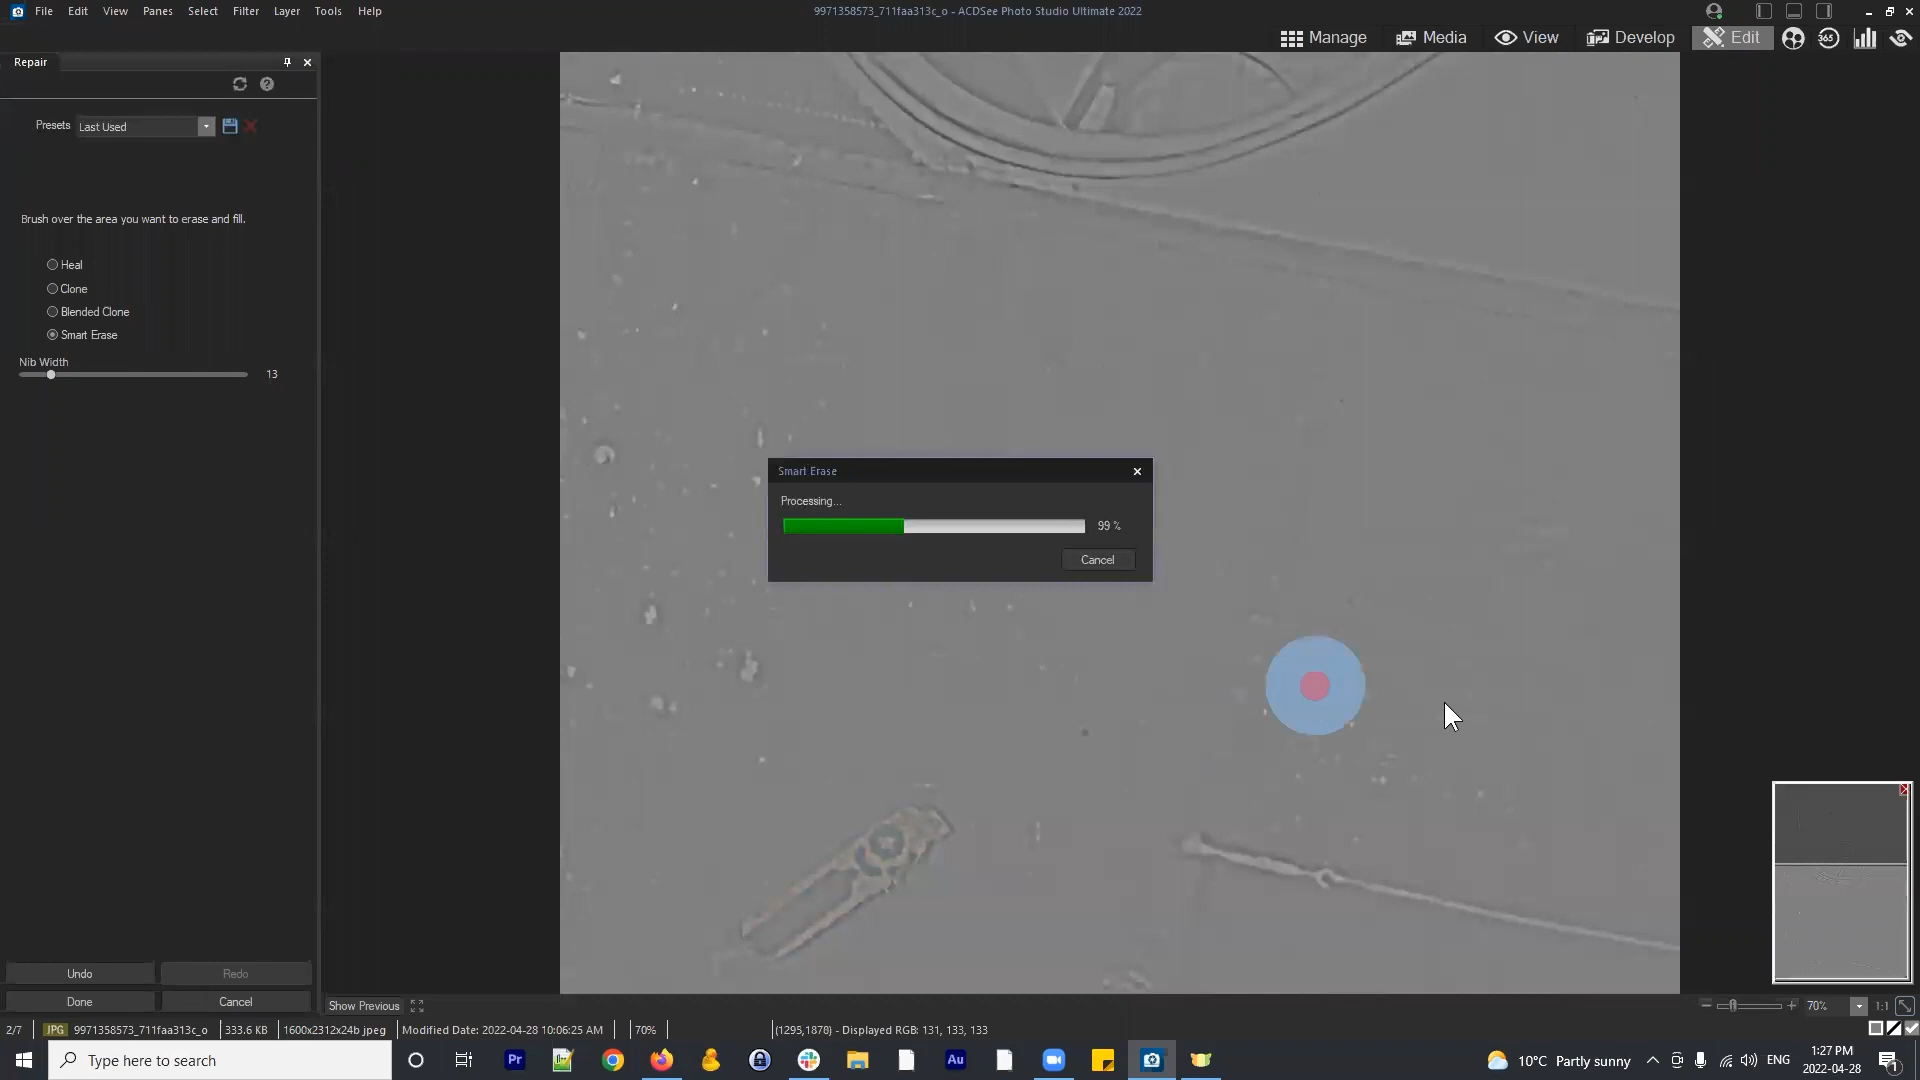 File Edit View Panes Select Filter Layer Tools Help
9971358573_711faa313c_o - ACDSee Photo Studio Ultimate 2022
Manage Media View Develop Edit 365
Repair
Presets Last Used
Brush over the area you want to erase and fill.
Heal
Clone
Blended Clone
Smart Erase
Nib Width
13
Smart Erase
Processing...
99 %
Cancel
Undo Redo
Done Cancel
Show Previous
70% 1:1
2/7 JPG 9971358573_711faa313c_o 333.6 KB 1600x2312x24b jpeg Modified Date: 2022-04-28 10:06:25 AM 70% (1295,1878) - Displayed RGB: 131, 133, 133
Type here to search
Pr
Au
10°C Partly sunny
ENG
1:27 PM
2022-04-28
1